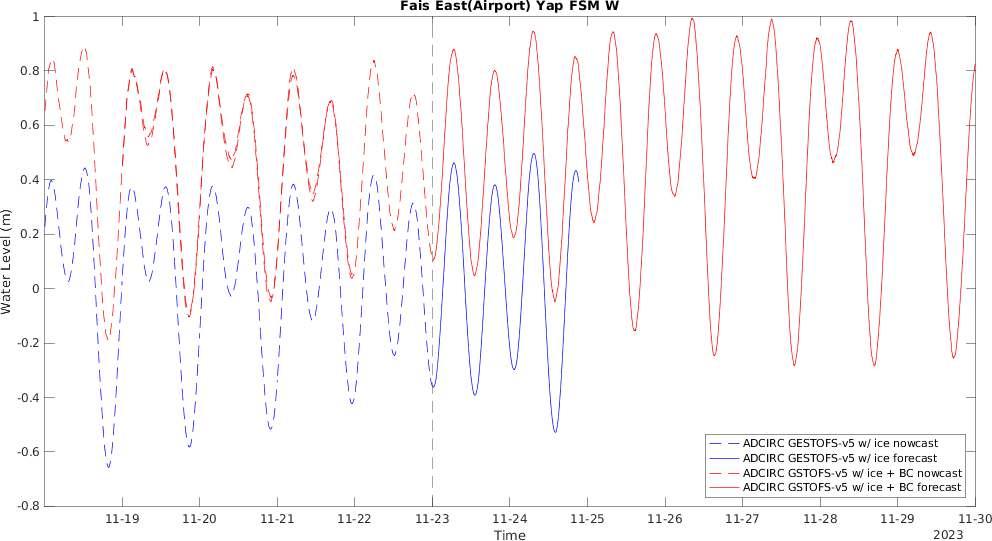 Fais East(Airport) Yap FSM W
1
0.8
0.6
0.4
0.2
0
-0.2
-0.4
-0.6
-0.8
Water Level (m)
11-19 11-20 11-21 11-22 11-23 11-24 11-25 11-26 11-27 11-28 11-29 11-30
Time
2023
ADCIRC GESTOFS-v5 w/ ice nowcast
ADCIRC GESTOFS-v5 w/ ice forecast
ADCIRC GSTOFS-v5 w/ ice + BC nowcast
ADCIRC GSTOFS-v5 w/ ice + BC forecast